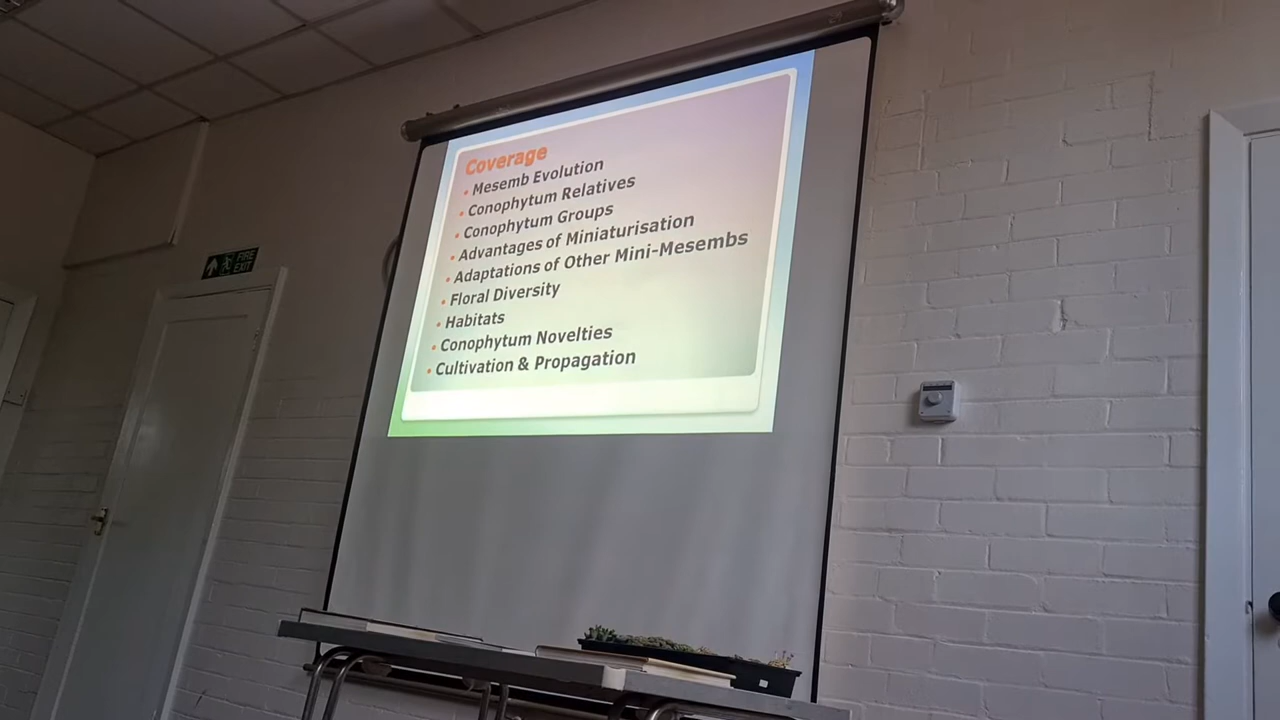 Coverage
• Mesemb Evolution
• Conophytum Relatives
• Conophytum Groups
• Advantages of Miniaturisation
• Adaptations of Other Mini-Mesembs
• Floral Diversity
• Habitats
• Conophytum Novelties
• Cultivation & Propagation
FIRE
EXIT